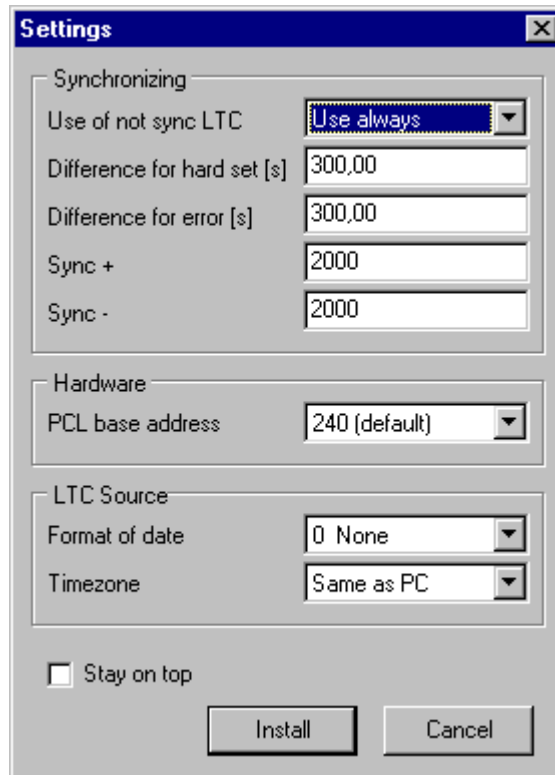 Settings
Synchronizing
Use of not sync LTC Use always
Difference for hard set [s] 300,00
Difference for error [s] 300,00
Sync + 2000
Sync - 2000
Hardware
PCL base address 240 (default)
LTC Source
Format of date 0 None
Timezone Same as PC
Stay on top
Install Cancel